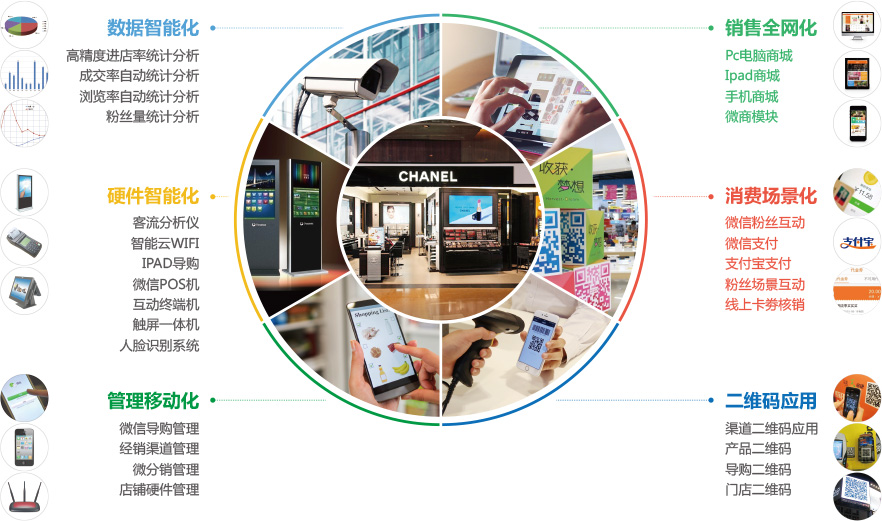 数据智能化
高精度进店率统计分析
成交率自动统计分析
浏览率自动统计分析
粉丝量统计分析
硬件智能化
客流分析仪
智能云WIFI
IPAD导购
微信POS机
互动终端机
触屏一体机
人脸识别系统
管理移动化
微信导购管理
经销渠道管理
微分销管理
店铺硬件管理
CHANEL
收获·
梦想
收获
梦想
Shopping List
销售全网化
Pc电脑商城
Ipad商城
手机商城
微商模块
消费场景化
微信粉丝互动
微信支付
支付宝支付
粉丝场景互动
线上卡券核销
二维码应用
渠道二维码应用
产品二维码
导购二维码
门店二维码
支付宝